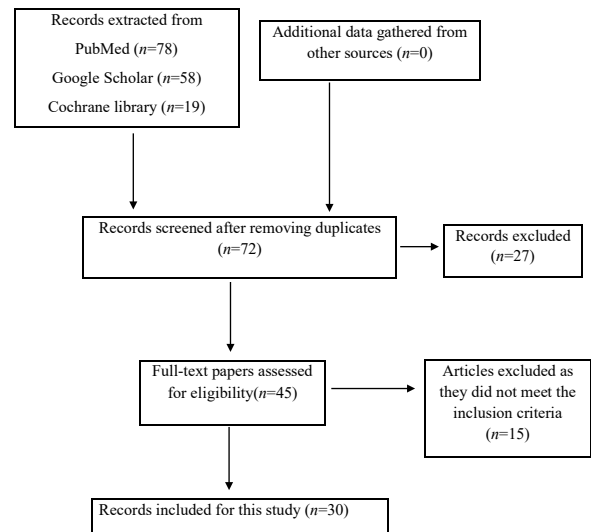 Records extracted from
PubMed (n=78)
Google Scholar (n=58)
Cochrane library (n=19)
Additional data gathered from
other sources (n=0)
Records screened after removing duplicates
(n=72)
Records excluded
(n=27)
Full-text papers assessed
for eligibility(n=45)
Articles excluded as
they did not meet the
inclusion criteria
(n=15)
Records included for this study (n=30)